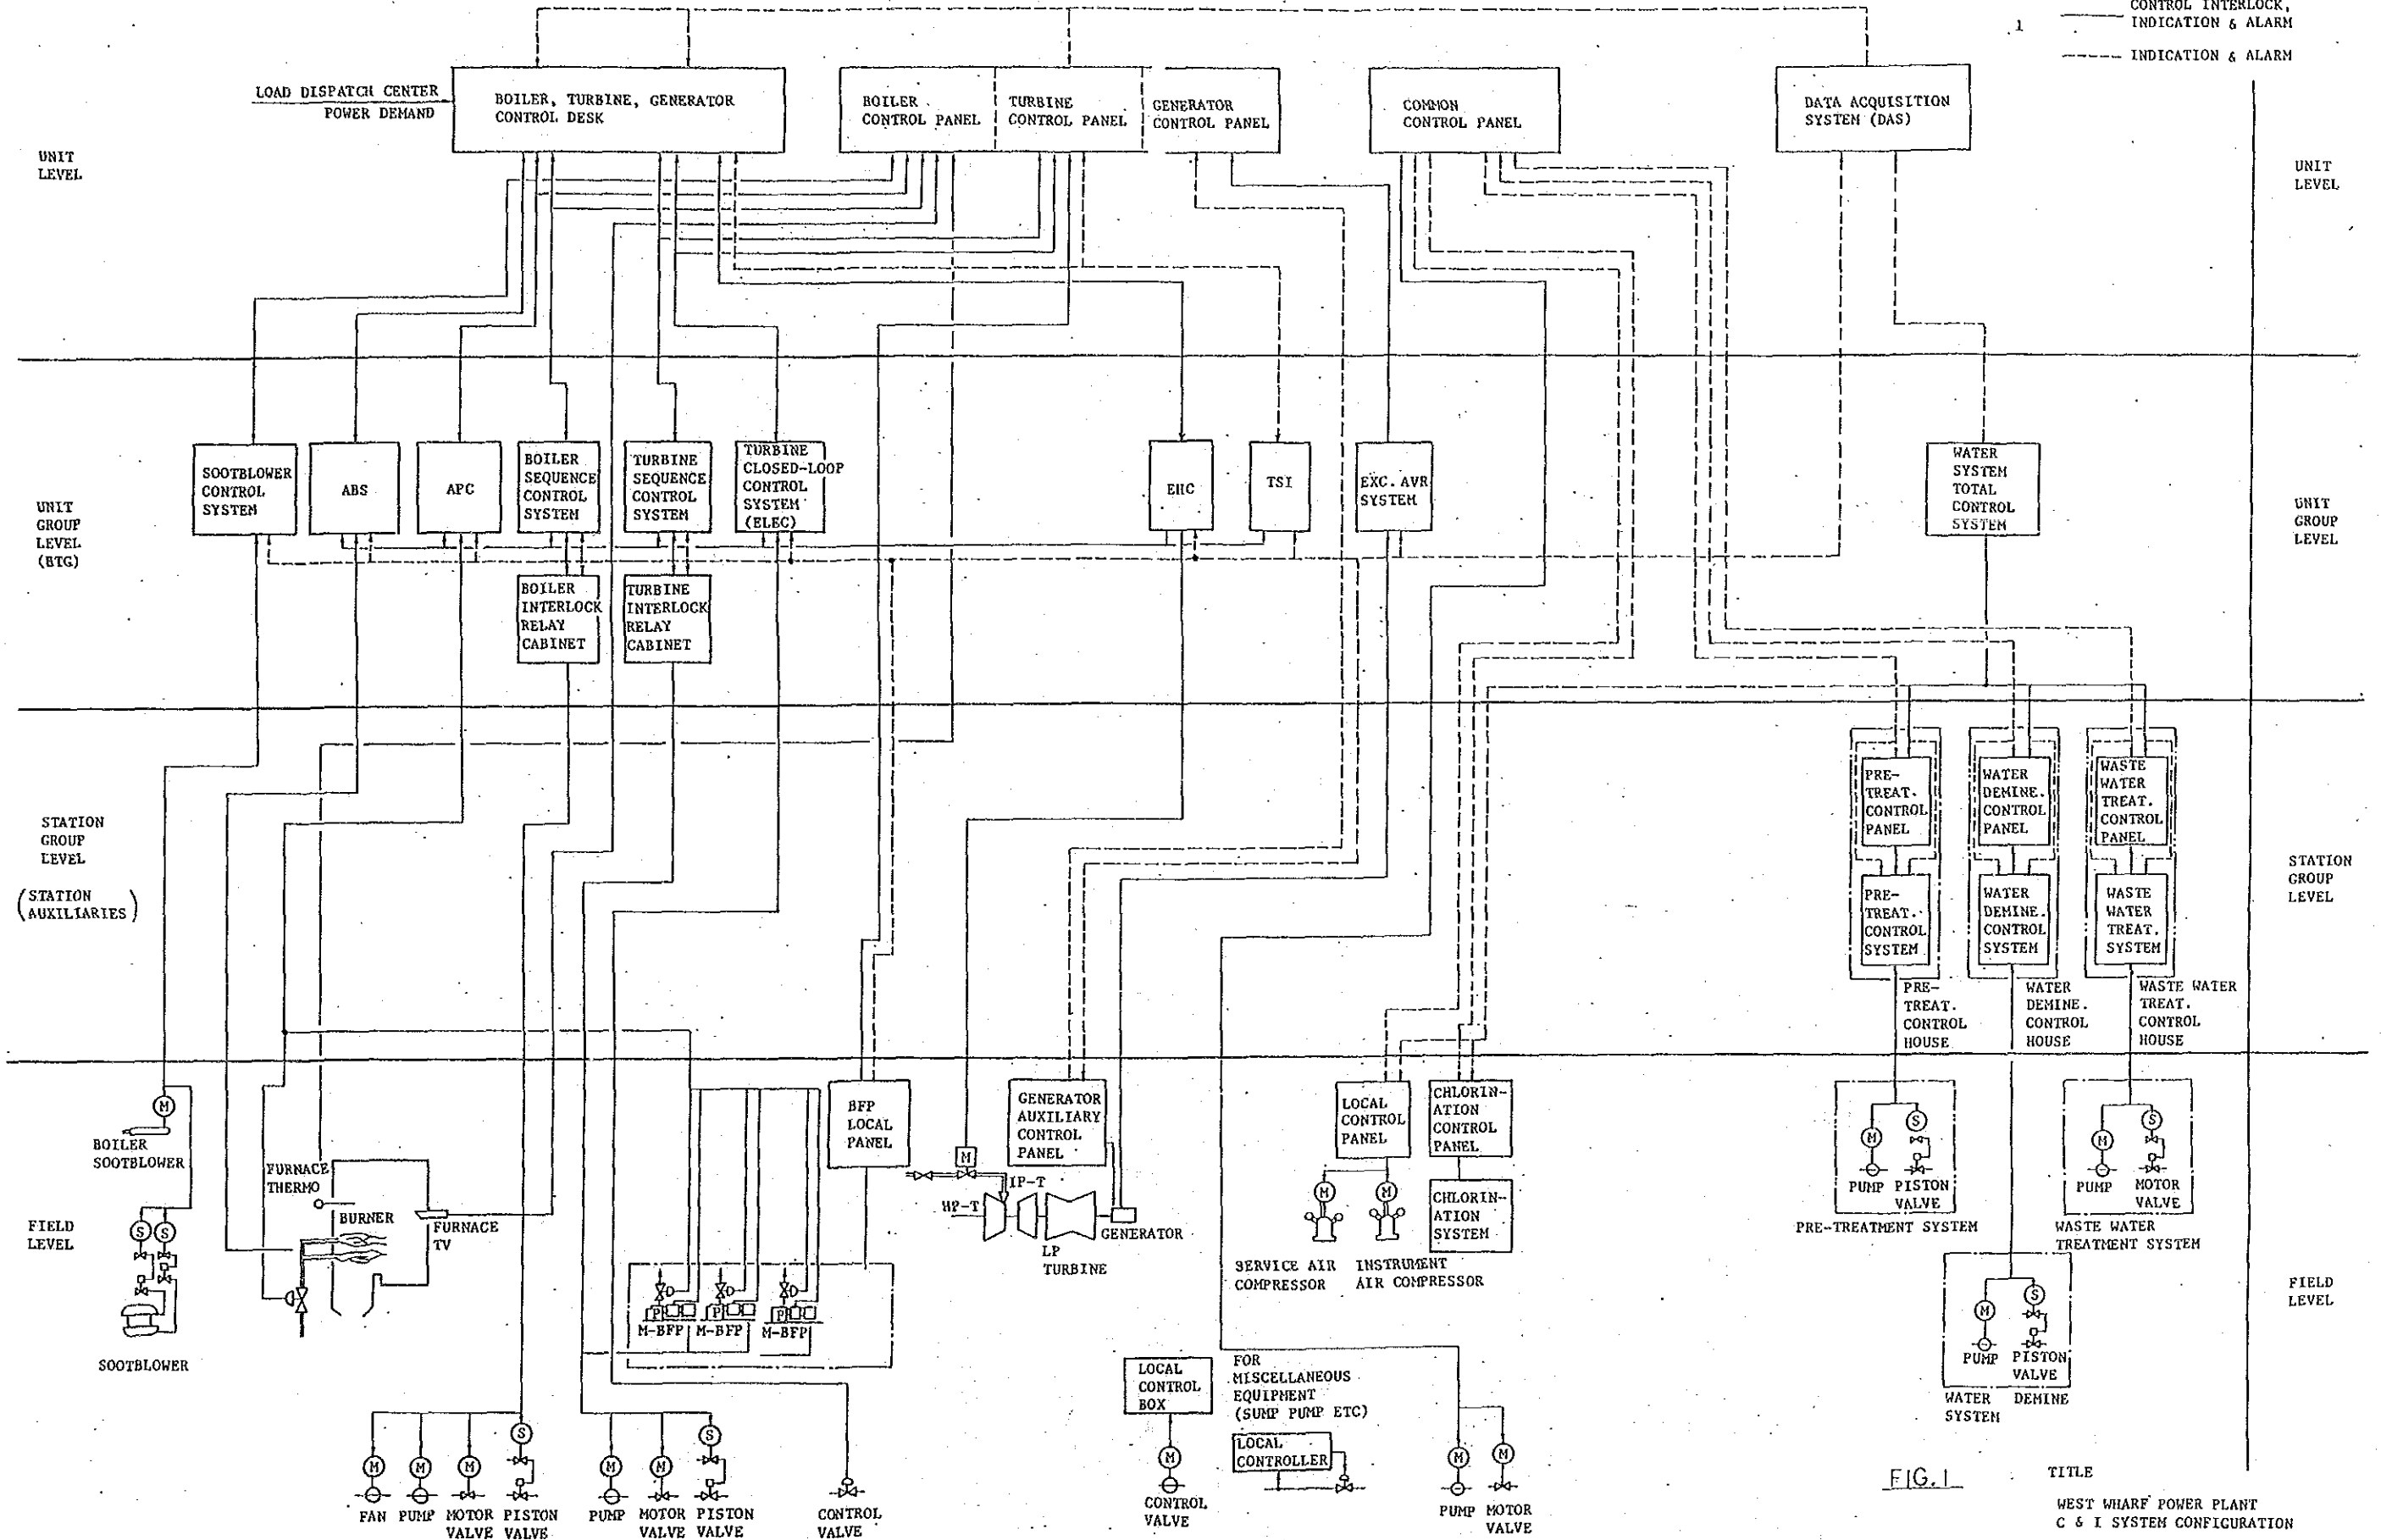 CONTROL INTERLOCK,
INDICATION & ALARM
1
INDICATION & ALARM
LOAD DISPATCH CENTER
POWER DEMAND
BOILER, TURBINE, GENERATOR
CONTROL DESK
BOILER
CONTROL PANEL
TURBINE
CONTROL PANEL
GENERATOR
CONTROL PANEL
COMMON
CONTROL PANEL
DATA ACQUISITION
SYSTEM (DAS)
UNIT
LEVEL
UNIT
LEVEL
UNIT
GROUP
LEVEL
(BTG)
SOOTBLOWER
CONTROL
SYSTEM
ABS
APC
BOILER
SEQUENCE
CONTROL
SYSTEM
TURBINE
SEQUENCE
CONTROL
SYSTEM
TURBINE
CLOSED-LOOP
CONTROL
SYSTEM
(ELEC)
EHC
TSI
EXC. AVR
SYSTEM
WATER
SYSTEM
TOTAL
CONTROL
SYSTEM
UNIT
GROUP
LEVEL
BOILER
INTERLOCK
RELAY
CABINET
TURBINE
INTERLOCK
RELAY
CABINET
STATION
GROUP
LEVEL
(STATION
AUXILIARIES)
PRE-
TREAT.
CONTROL
PANEL
WATER
DEMINE.
CONTROL
PANEL
WASTE
WATER
TREAT.
CONTROL
PANEL
PRE-
TREAT.
CONTROL
SYSTEM
WATER
DEMINE.
CONTROL
SYSTEM
WASTE
WATER
TREAT.
SYSTEM
STATION
GROUP
LEVEL
PRE-
TREAT.
CONTROL
HOUSE
WATER
DEMINE.
CONTROL
HOUSE
WASTE WATER
TREAT.
CONTROL
HOUSE
FIELD
LEVEL
M
BOILER
SOOTBLOWER
S S
SOOTBLOWER
FURNACE
THERMO
BURNER
FURNACE
TV
BFP
LOCAL
PANEL
P P P
M-BFP M-BFP M-BFP
M
HP-T
IP-T
LP
TURBINE
GENERATOR
GENERATOR
AUXILIARY
CONTROL
PANEL
LOCAL
CONTROL
PANEL
M M
SERVICE AIR
COMPRESSOR
INSTRUMENT
AIR COMPRESSOR
CHLORIN-
ATION
CONTROL
PANEL
CHLORIN-
ATION
SYSTEM
M S
PUMP PISTON
VALVE
PRE-TREATMENT SYSTEM
M S
PUMP MOTOR
VALVE
WASTE WATER
TREATMENT SYSTEM
M S
PUMP PISTON
VALVE
WATER DEMINE
SYSTEM
FIELD
LEVEL
M M M S
FAN PUMP MOTOR PISTON
VALVE VALVE
M M S
PUMP MOTOR PISTON
VALVE VALVE
CONTROL
VALVE
LOCAL
CONTROL
BOX
M
CONTROL
VALVE
FOR
MISCELLANEOUS
EQUIPMENT
(SUMP PUMP ETC)
LOCAL
CONTROLLER
M M
PUMP MOTOR
VALVE
FIG.1
TITLE
WEST WHARF POWER PLANT
C & I SYSTEM CONFIGURATION